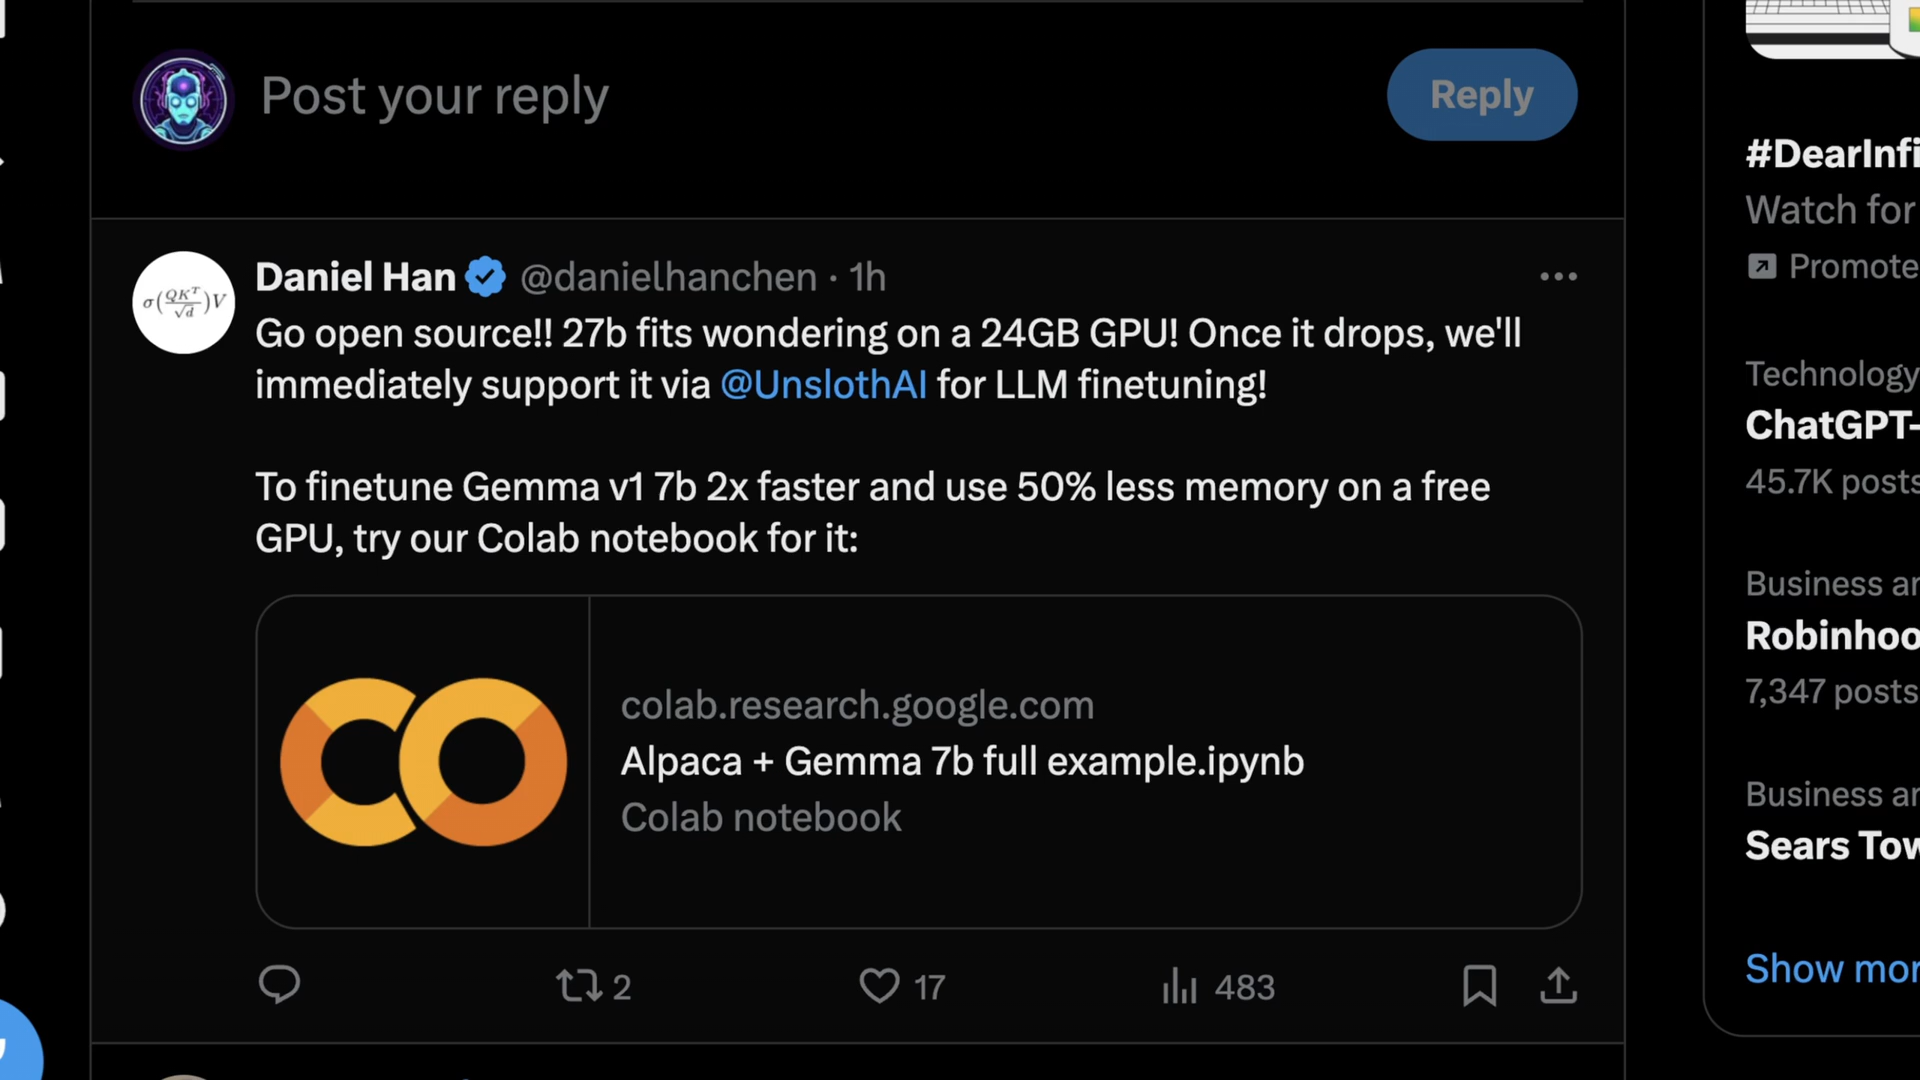 Post your reply
Reply
Daniel Han @danielhanchen · 1h
σ(QKᵀ/√d)V
Go open source!! 27b fits wondering on a 24GB GPU! Once it drops, we'll
immediately support it via @UnslothAI for LLM finetuning!
To finetune Gemma v1 7b 2x faster and use 50% less memory on a free
GPU, try our Colab notebook for it:
colab.research.google.com
Alpaca + Gemma 7b full example.ipynb
Colab notebook
2
17
483
#DearInfi
Watch for
Promote
Technology
ChatGPT-
45.7K posts
Business ar
Robinhoo
7,347 posts
Business ar
Sears Tow
Show mor